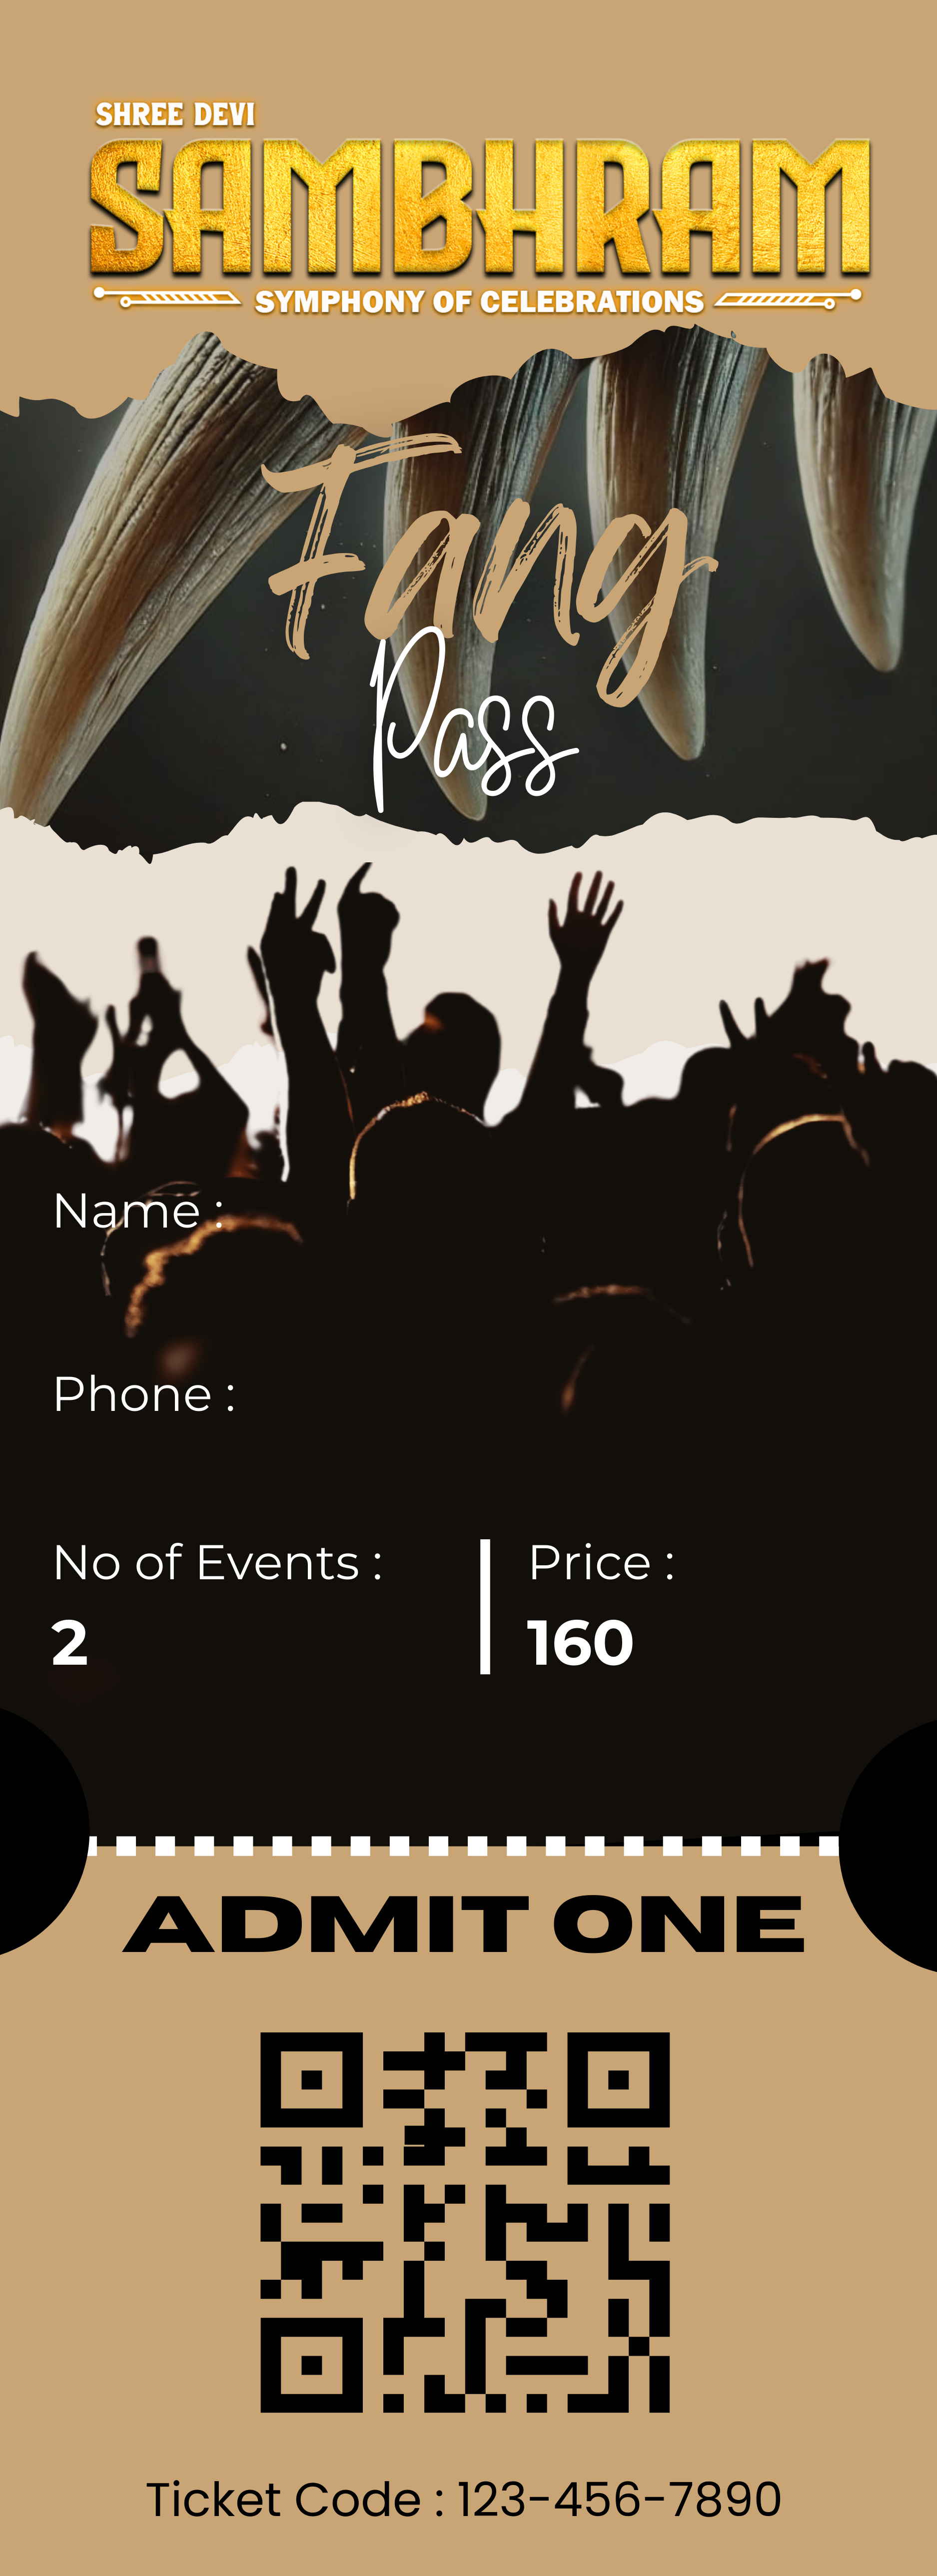 SHREE DEVI
SAMBHRAM
SYMPHONY OF CELEBRATIONS
Fang
Pass
Name :
Phone :
No of Events :
2
Price :
160
ADMIT ONE
Ticket Code : 123-456-7890